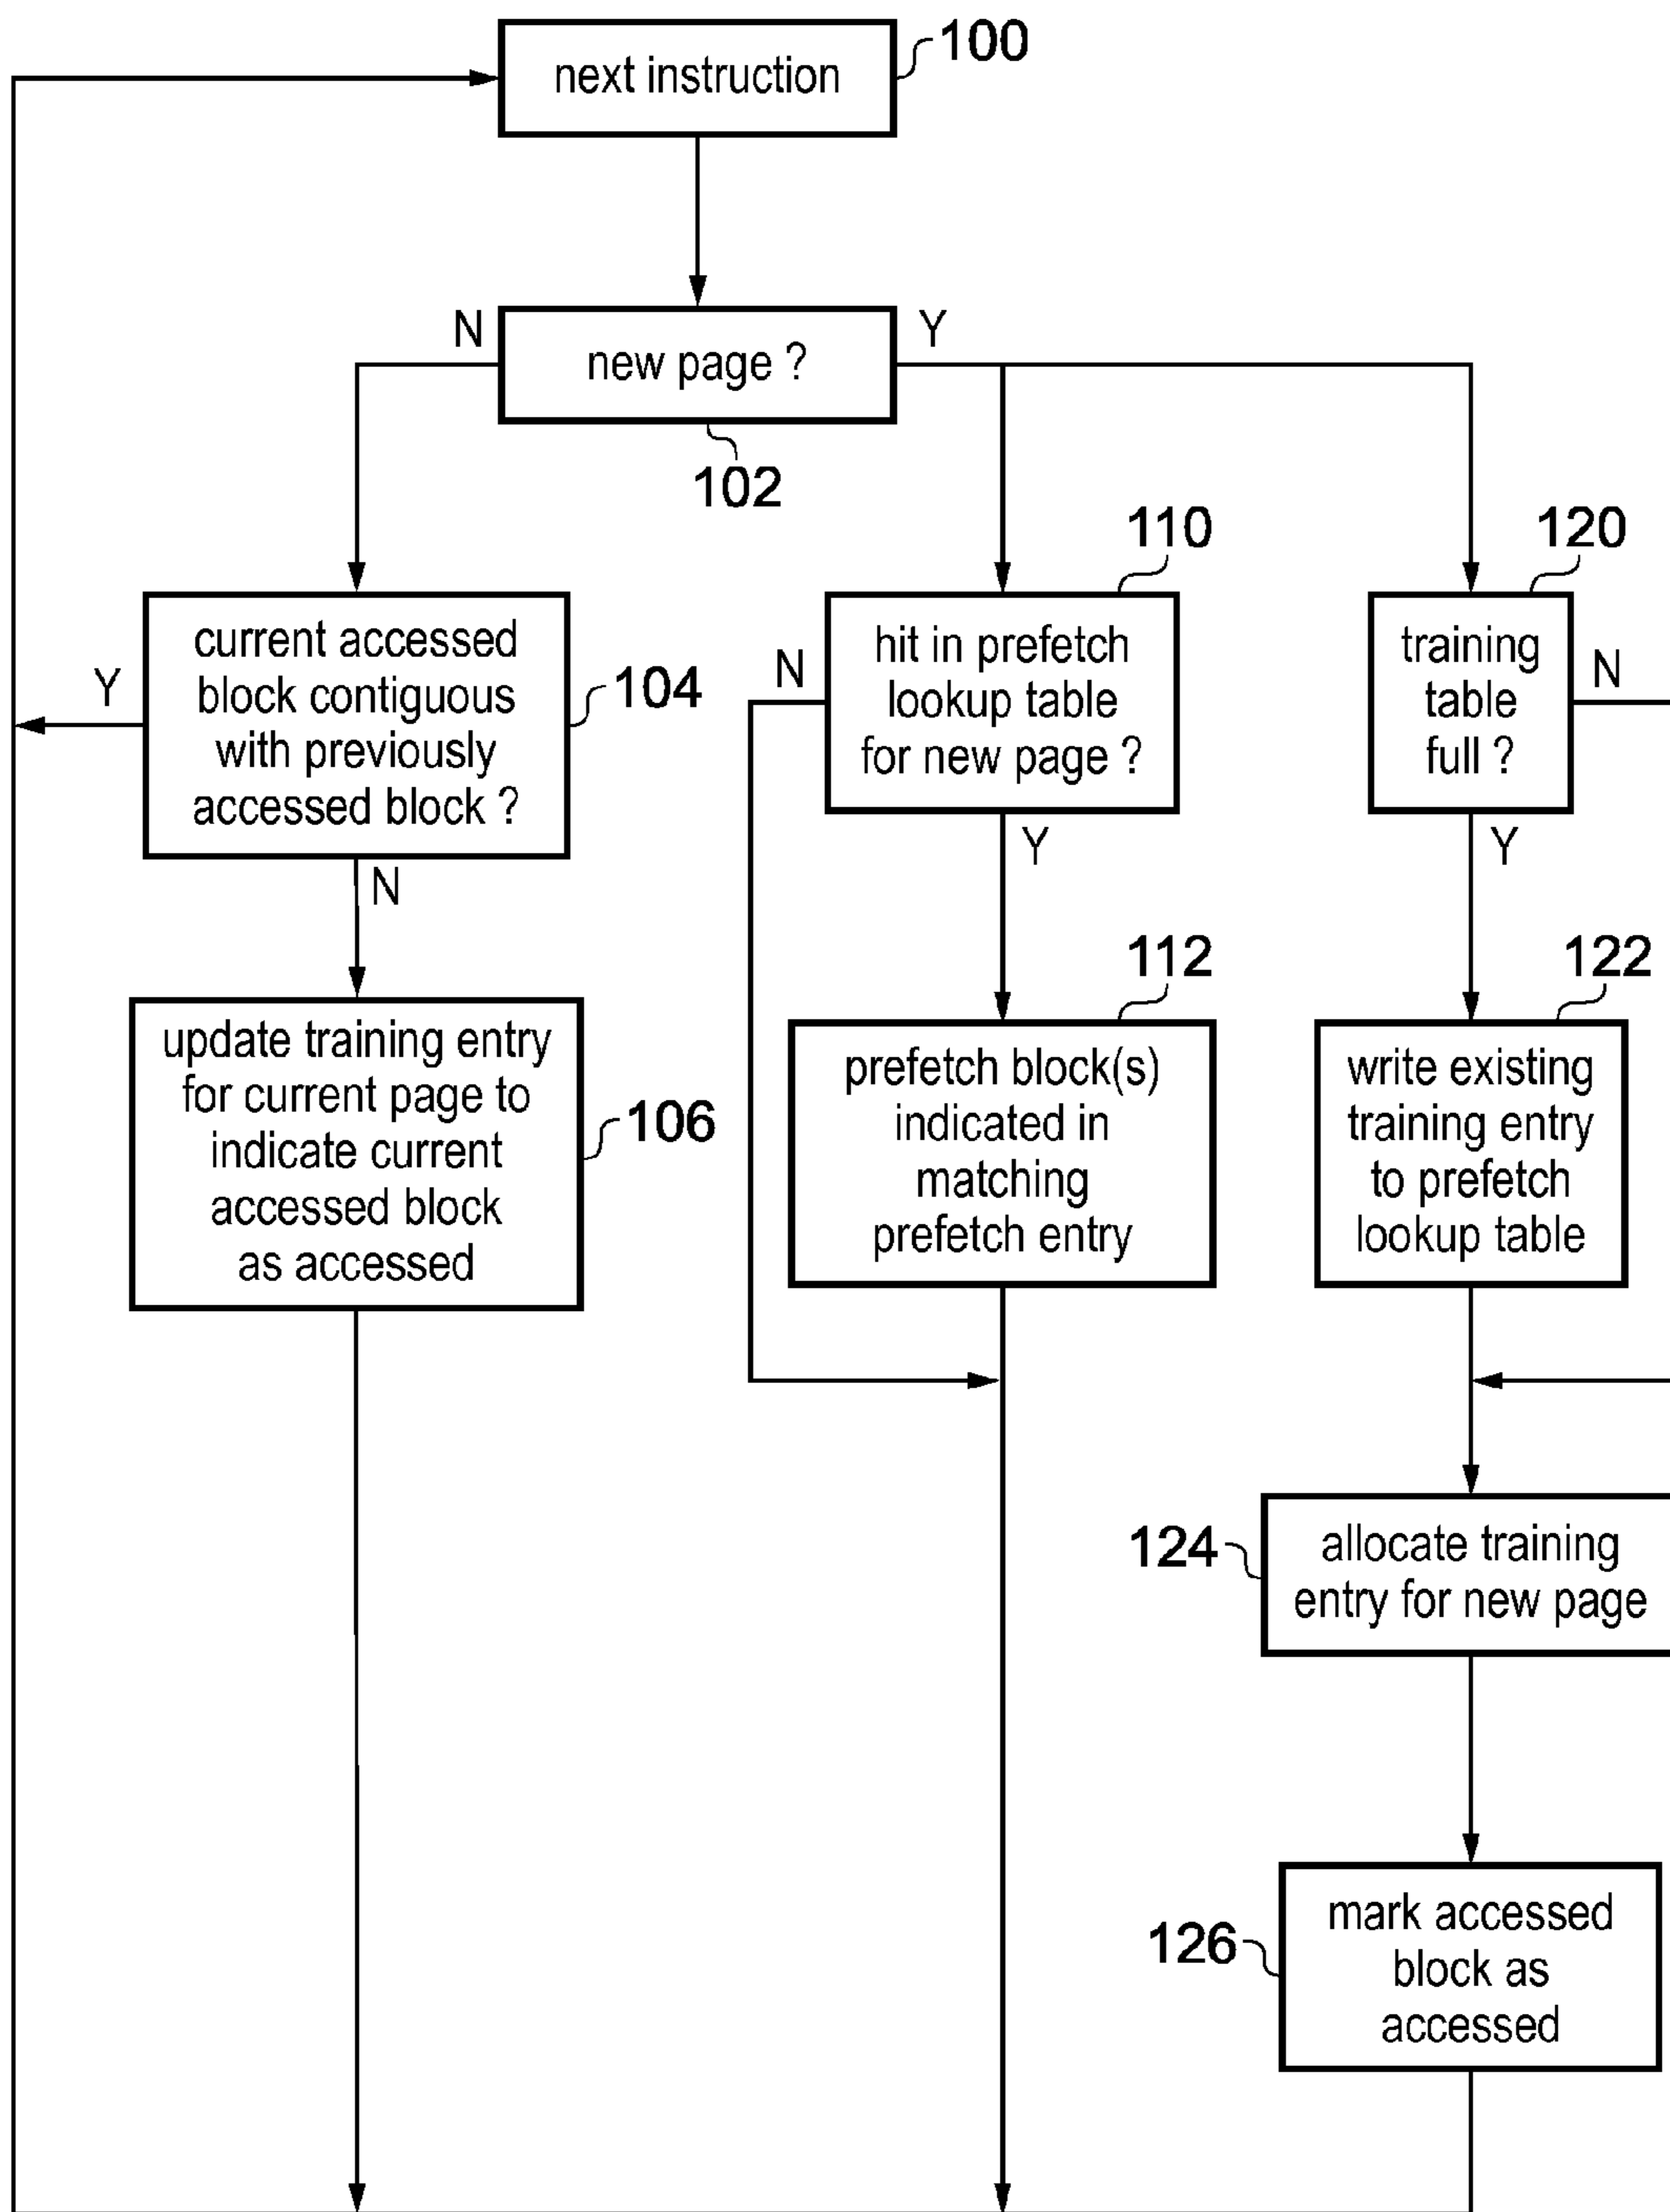 100
next instruction
N
Y
new page ?
102
110
120
current accessed
block contiguous
with previously
accessed block ?
Y
104
N
hit in prefetch
lookup table
for new page ?
N
Y
training
table
full ?
N
Y
112
122
update training entry
for current page to
indicate current
accessed block
as accessed
106
prefetch block(s)
indicated in
matching
prefetch entry
write existing
training entry
to prefetch
lookup table
124
allocate training
entry for new page
126
mark accessed
block as
accessed